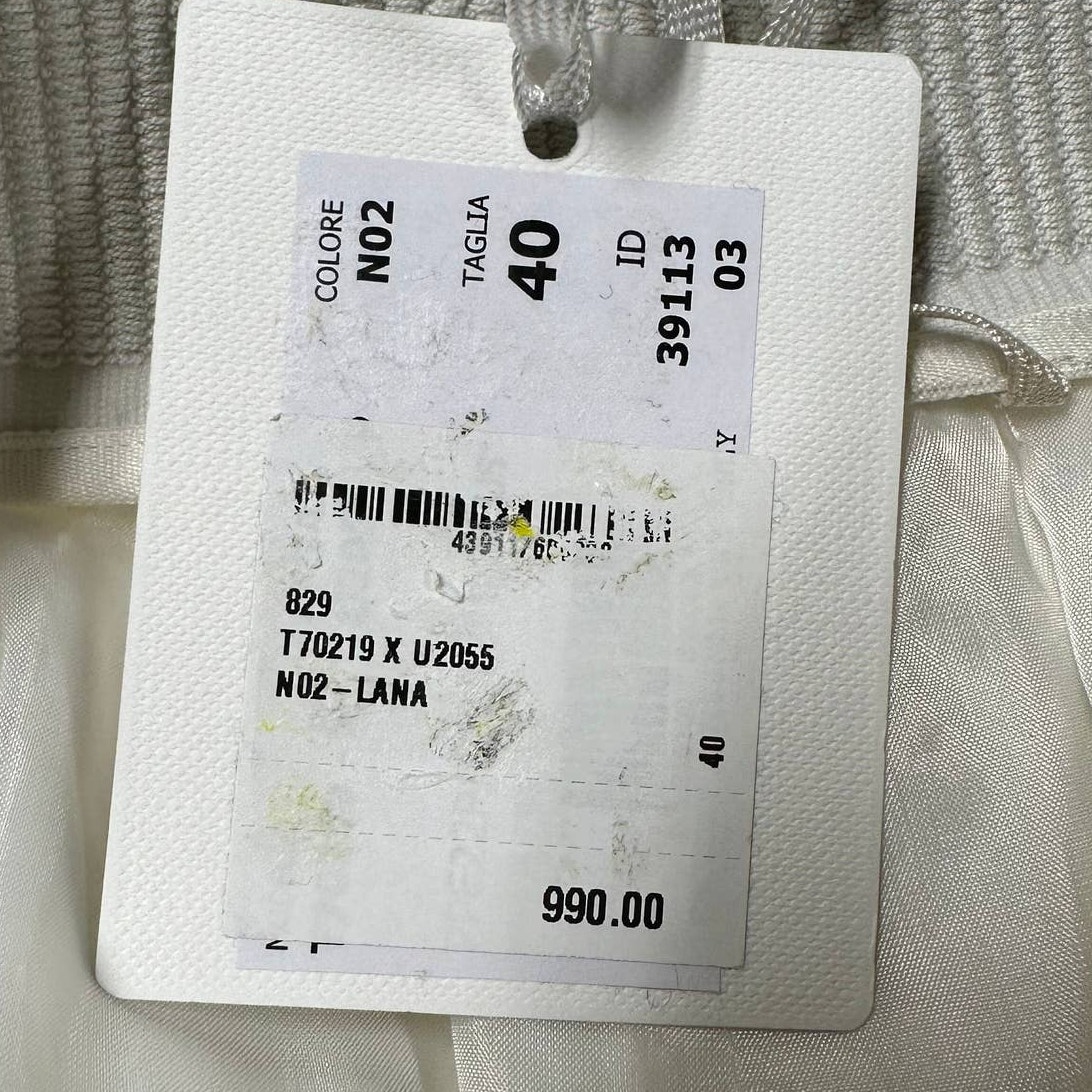 COLORE
N02
TAGLIA
40
ID
39113
03
829
T70219 X U2055
N02-LANA
40
990.00